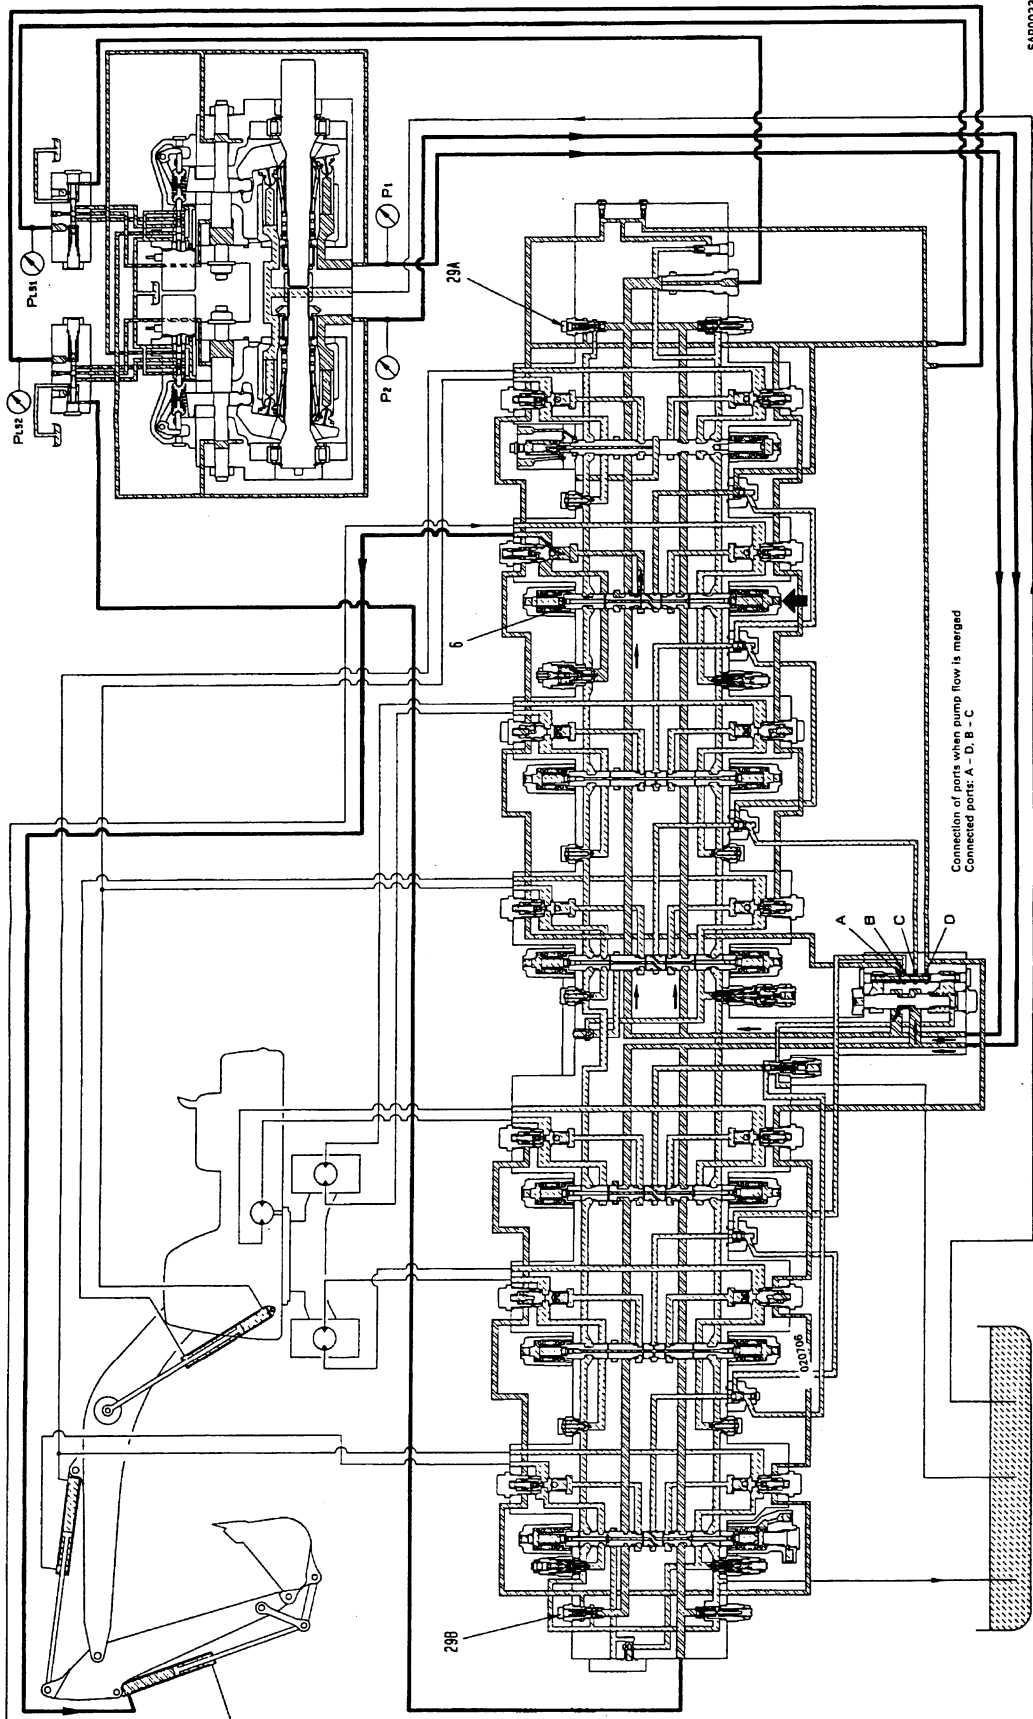 PLS1
PLS2
P1
P2
29A
6
Connection of ports when pump flow is merged
Connected ports: A - D, B - C
A
B
C
D
020706
29B